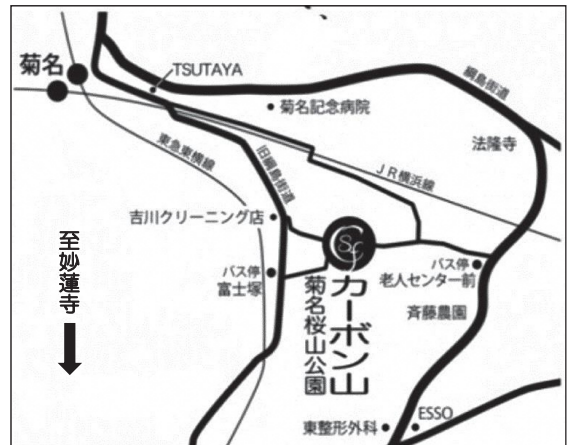 菊名
TSUTAYA
菊名記念病院
綱島街道
法隆寺
東急東横線
旧綱島街道
JR横浜線
吉川クリーニング店
至妙蓮寺
バス停
富士塚
カーボン山
菊名桜山公園
バス停
老人センター前
斉藤農園
東整形外科
ESSO